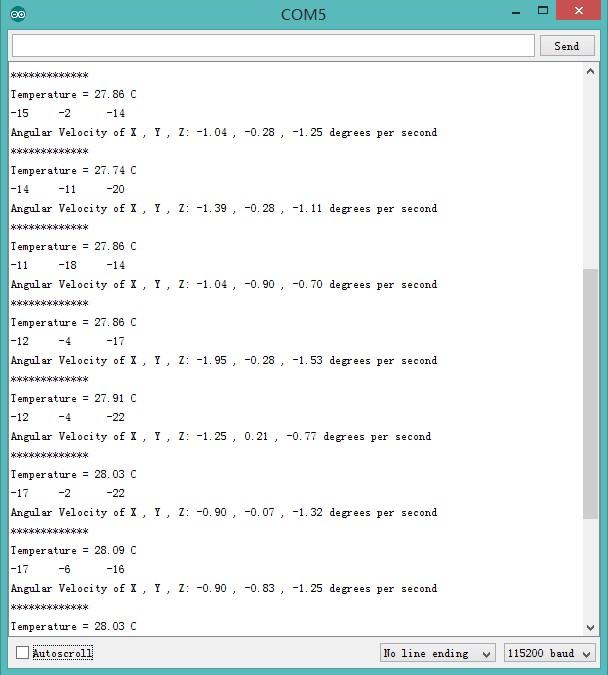 COM5
Send
*************
Temperature = 27.86 C
-15 -2 -14
Angular Velocity of X , Y , Z: -1.04 , -0.28 , -1.25 degrees per second
*************
Temperature = 27.74 C
-14 -11 -20
Angular Velocity of X , Y , Z: -1.39 , -0.28 , -1.11 degrees per second
*************
Temperature = 27.86 C
-11 -18 -14
Angular Velocity of X , Y , Z: -1.04 , -0.90 , -0.70 degrees per second
*************
Temperature = 27.86 C
-12 -4 -17
Angular Velocity of X , Y , Z: -1.95 , -0.28 , -1.53 degrees per second
*************
Temperature = 27.91 C
-12 -4 -22
Angular Velocity of X , Y , Z: -1.25 , 0.21 , -0.77 degrees per second
*************
Temperature = 28.03 C
-17 -2 -22
Angular Velocity of X , Y , Z: -0.90 , -0.07 , -1.32 degrees per second
*************
Temperature = 28.09 C
-17 -6 -16
Angular Velocity of X , Y , Z: -0.90 , -0.83 , -1.25 degrees per second
*************
Temperature = 28.03 C
Autoscroll No line ending 115200 baud